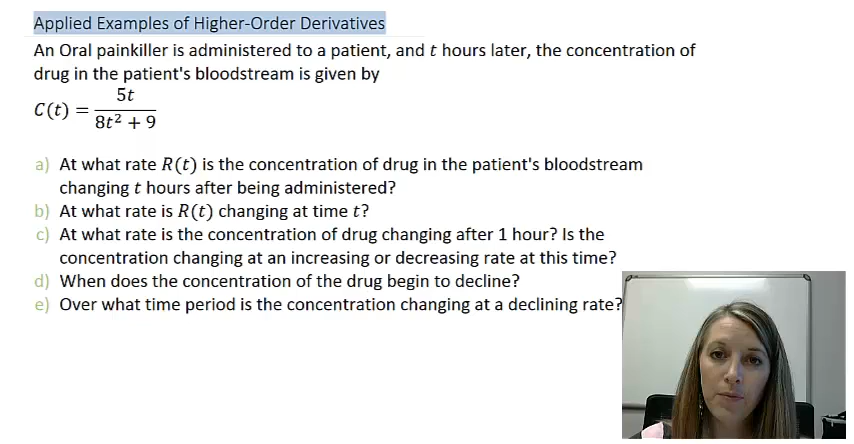 Applied Examples of Higher-Order Derivatives
An Oral painkiller is administered to a patient, and t hours later, the concentration of
drug in the patient's bloodstream is given by
C(t) = 5t / (8t² + 9)
a) At what rate R(t) is the concentration of drug in the patient's bloodstream
changing t hours after being administered?
b) At what rate is R(t) changing at time t?
c) At what rate is the concentration of drug changing after 1 hour? Is the
concentration changing at an increasing or decreasing rate at this time?
d) When does the concentration of the drug begin to decline?
e) Over what time period is the concentration changing at a declining rate?